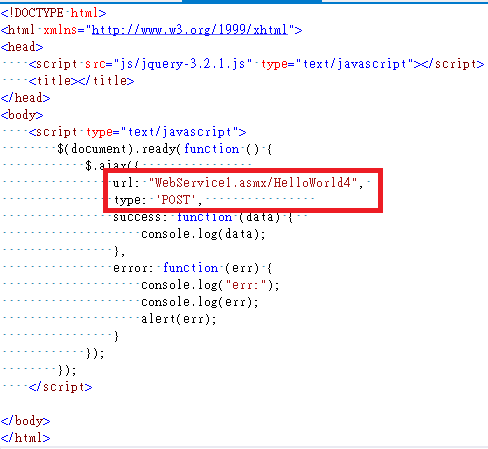 <!DOCTYPE html>
<html xmlns="http://www.w3.org/1999/xhtml">
<head>
    <script src="js/jquery-3.2.1.js" type="text/javascript"></script>
    <title></title>
</head>
<body>
    <script type="text/javascript">
        $(document).ready(function () {
            $.ajax({
                url: "WebService1.asmx/HelloWorld4",
                type: 'POST',
                success: function (data) {
                    console.log(data);
                },
                error: function (err) {
                    console.log("err:");
                    console.log(err);
                    alert(err);
                }
            });
        });
    </script>

</body>
</html>